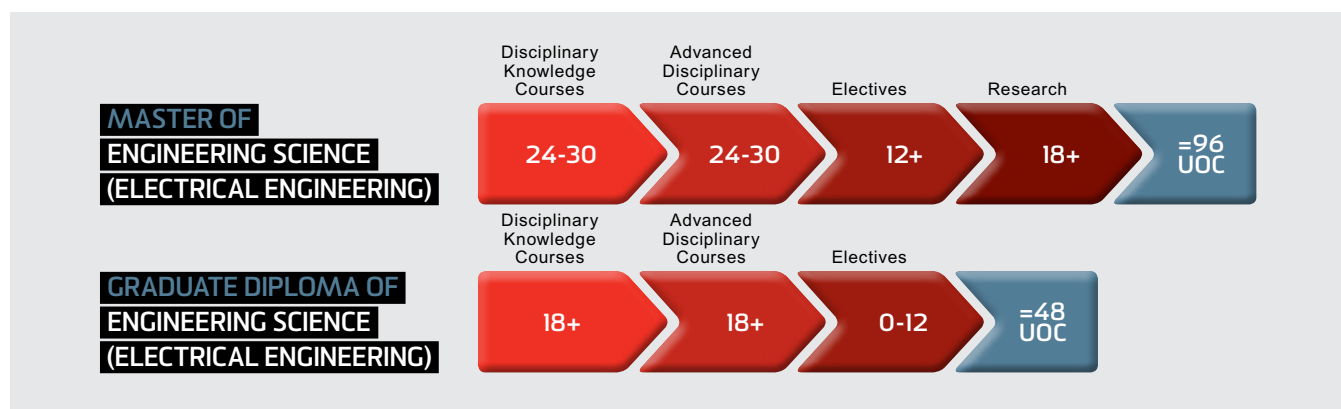 Disciplinary
Knowledge
Courses
Advanced
Disciplinary
Courses
Electives
Research
MASTER OF
ENGINEERING SCIENCE
(ELECTRICAL ENGINEERING)
24-30
24-30
12+
18+
=96
UOC
Disciplinary
Knowledge
Courses
Advanced
Disciplinary
Courses
Electives
GRADUATE DIPLOMA OF
ENGINEERING SCIENCE
(ELECTRICAL ENGINEERING)
18+
18+
0-12
=48
UOC